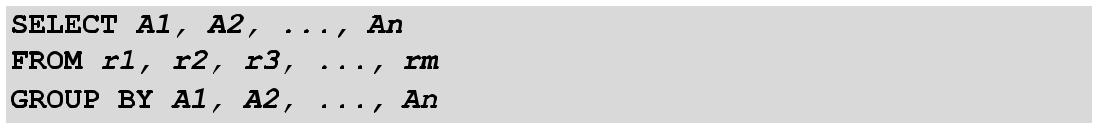 SELECT A1, A2, ..., An
FROM r1, r2, r3, ..., rm
GROUP BY A1, A2, ..., An